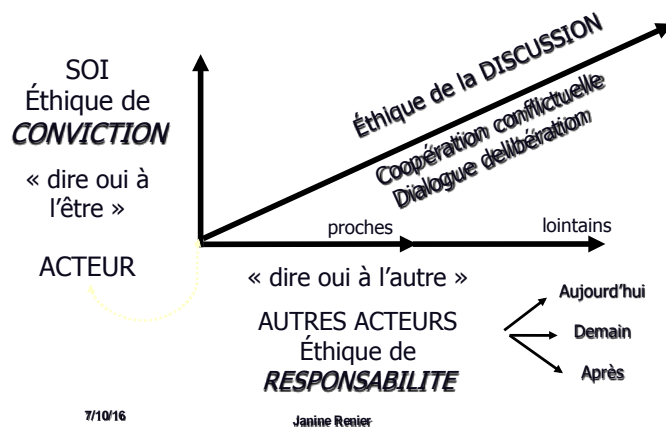 SOI
Éthique de
CONVICTION
« dire oui à
l'être »
ACTEUR
Éthique de la DISCUSSION
Coopération conflictuelle
Dialogue delibération
proches
lointains
« dire oui à l'autre »
AUTRES ACTEURS
Éthique de
RESPONSABILITE
Aujourd'hui
Demain
Après
7/10/16
Janine Renier